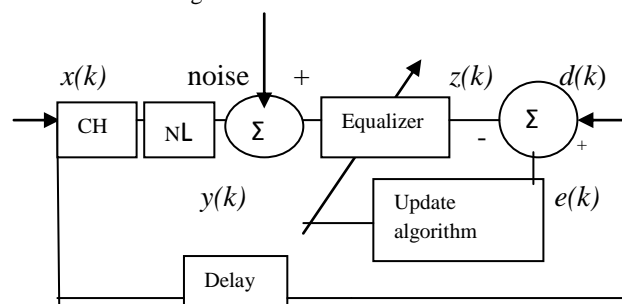 x(k) noise + z(k) d(k)
CH NL Σ Equalizer Σ
- +
y(k) Update algorithm e(k)
Delay